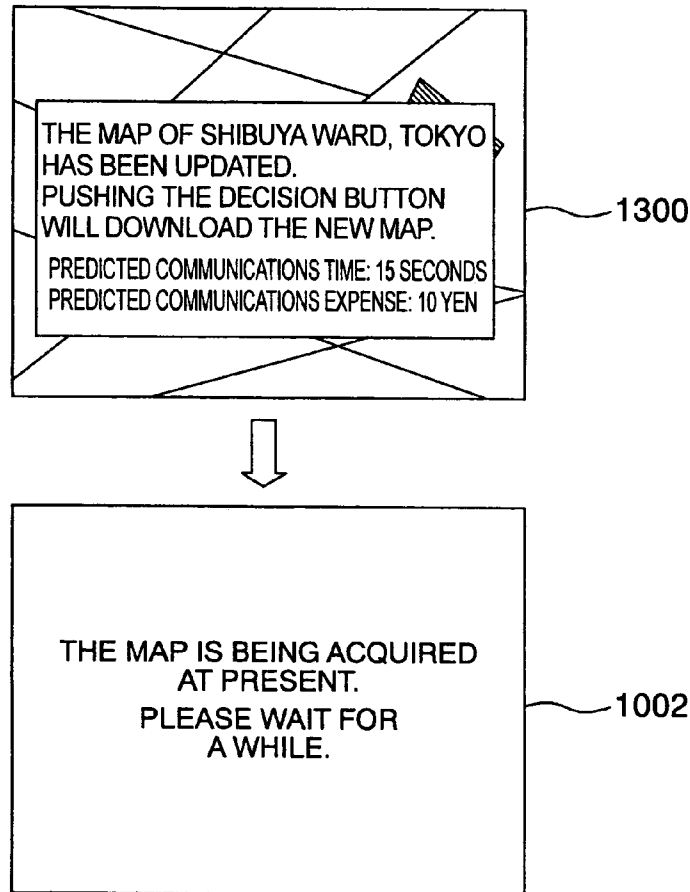 THE MAP OF SHIBUYA WARD, TOKYO
HAS BEEN UPDATED.
PUSHING THE DECISION BUTTON
WILL DOWNLOAD THE NEW MAP.
PREDICTED COMMUNICATIONS TIME: 15 SECONDS
PREDICTED COMMUNICATIONS EXPENSE: 10 YEN
1300
THE MAP IS BEING ACQUIRED
AT PRESENT.
PLEASE WAIT FOR
A WHILE.
1002